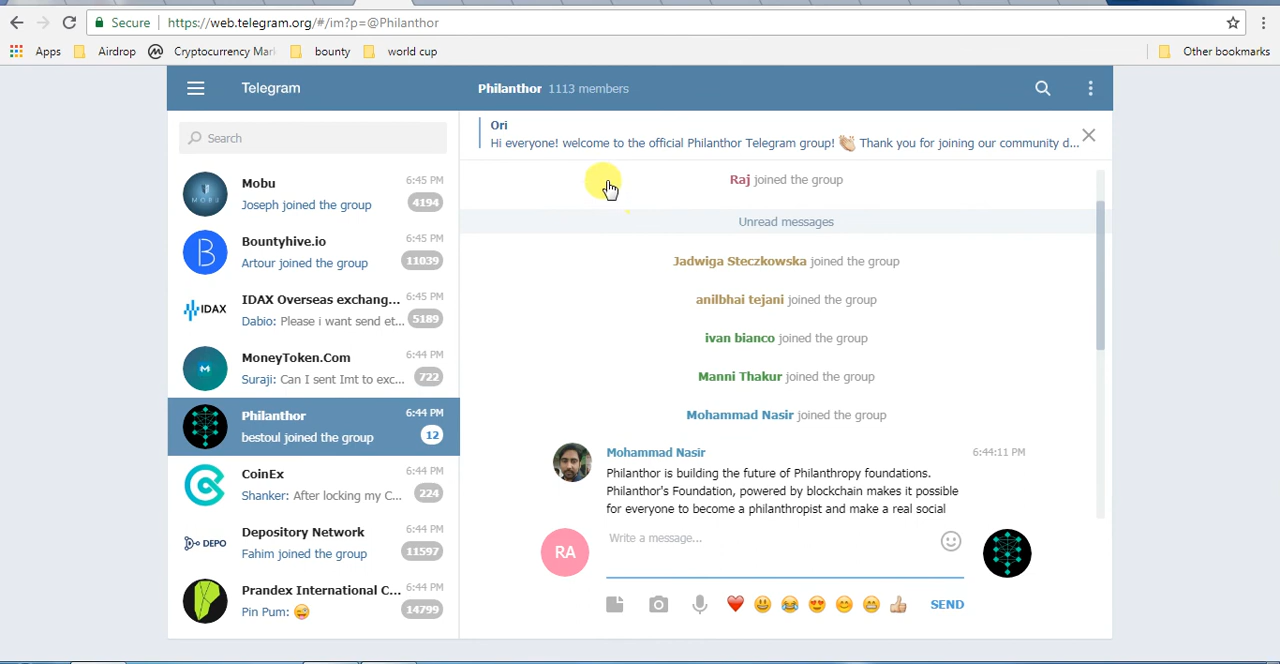 Secure https://web.telegram.org/#/im?p=@Philanthor
Apps Airdrop Cryptocurrency Mar bounty world cup Other bookmarks
Telegram
Philanthor 1113 members
Search
Ori
Hi everyone! welcome to the official Philanthor Telegram group! 👏🏻 Thank you for joining our community d...
Mobu 6:45 PM
Joseph joined the group 4194
MOBU
Bountyhive.io 6:45 PM
Artour joined the group 11039
IDAX
IDAX Overseas exchang... 6:45 PM
Dabio: Please i want send et... 5189
MoneyToken.Com 6:44 PM
Suraji: Can I sent Imt to exc... 722
Philanthor 6:44 PM
bestoul joined the group 12
CoinEx 6:44 PM
Shanker: After locking my C... 224
DEPO
Depository Network 6:44 PM
Fahim joined the group 11597
Prandex International C... 6:44 PM
Pin Pum: 😜 14799
Raj joined the group
Unread messages
Jadwiga Steczkowska joined the group
anilbhai tejani joined the group
ivan bianco joined the group
Manni Thakur joined the group
Mohammad Nasir joined the group
Mohammad Nasir 6:44:11 PM
Philanthor is building the future of Philanthropy foundations.
Philanthor's Foundation, powered by blockchain makes it possible
for everyone to become a philanthropist and make a real social
RA
Write a message...
SEND